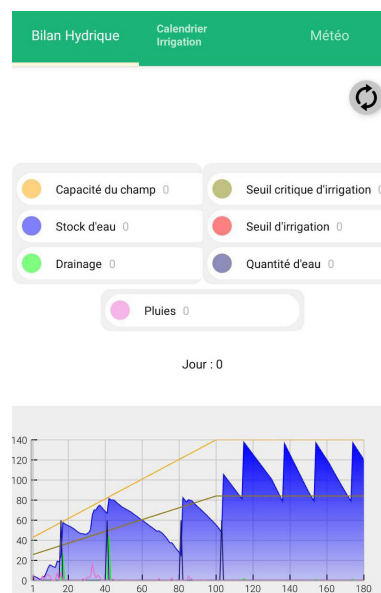 Bilan Hydrique
Calendrier
Irrigation
Météo
Capacité du champ 0
Seuil critique d'irrigation 0
Stock d'eau 0
Seuil d'irrigation 0
Drainage 0
Quantité d'eau 0
Pluies 0
Jour : 0
140
120
100
80
60
40
20
0
1 20 40 60 80 100 120 140 160 180